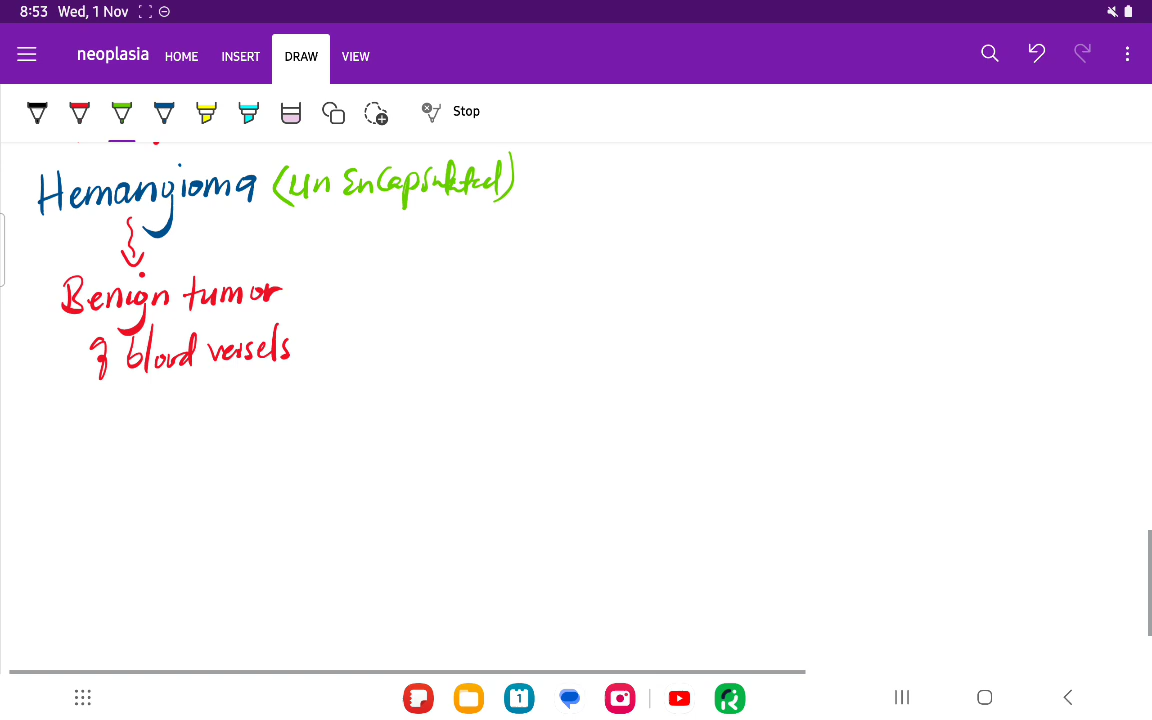 8:53 Wed, 1 Nov
neoplasia HOME INSERT DRAW VIEW
Stop
Hemangioma (Un Encapsulated)
Benign tumor
of blood vessels
1